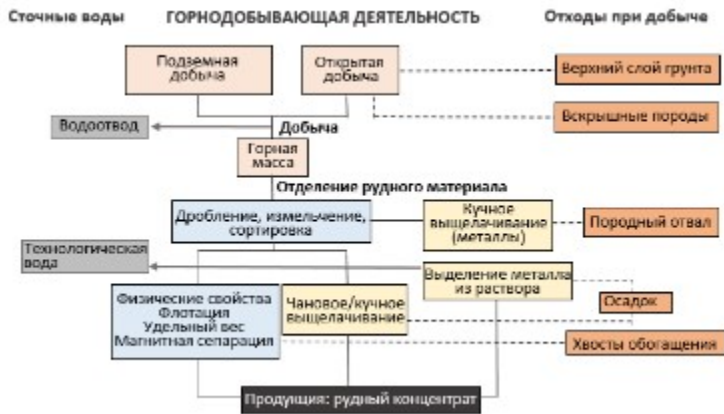 Сточные воды
ГОРНОДОБЫВАЮЩАЯ ДЕЯТЕЛЬНОСТЬ
Отходы при добыче
Подземная
добыча
Открытая
добыча
Верхний слой грунта
Вскрышные породы
Водоотвод
Добыча
Горная
масса
Отделение рудного материала
Дробление, измельчение,
сортировка
Кучное
выщелачивание
(металлы)
Породный отвал
Технологическая
вода
Выделение металла
из раствора
Осадок
Физические свойства
Флотация
Удельный вес
Магнитная сепарация
Чановое/кучное
выщелачивание
Хвосты обогащения
Продукция: рудный концентрат